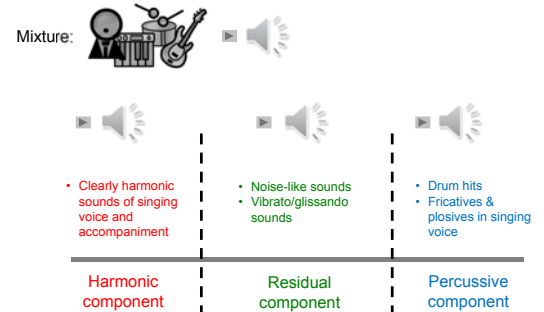 Mixture:
• Clearly harmonic
sounds of singing
voice and
accompaniment
• Noise-like sounds
• Vibrato/glissando
sounds
• Drum hits
• Fricatives &
plosives in singing
voice
Harmonic
component
Residual
component
Percussive
component